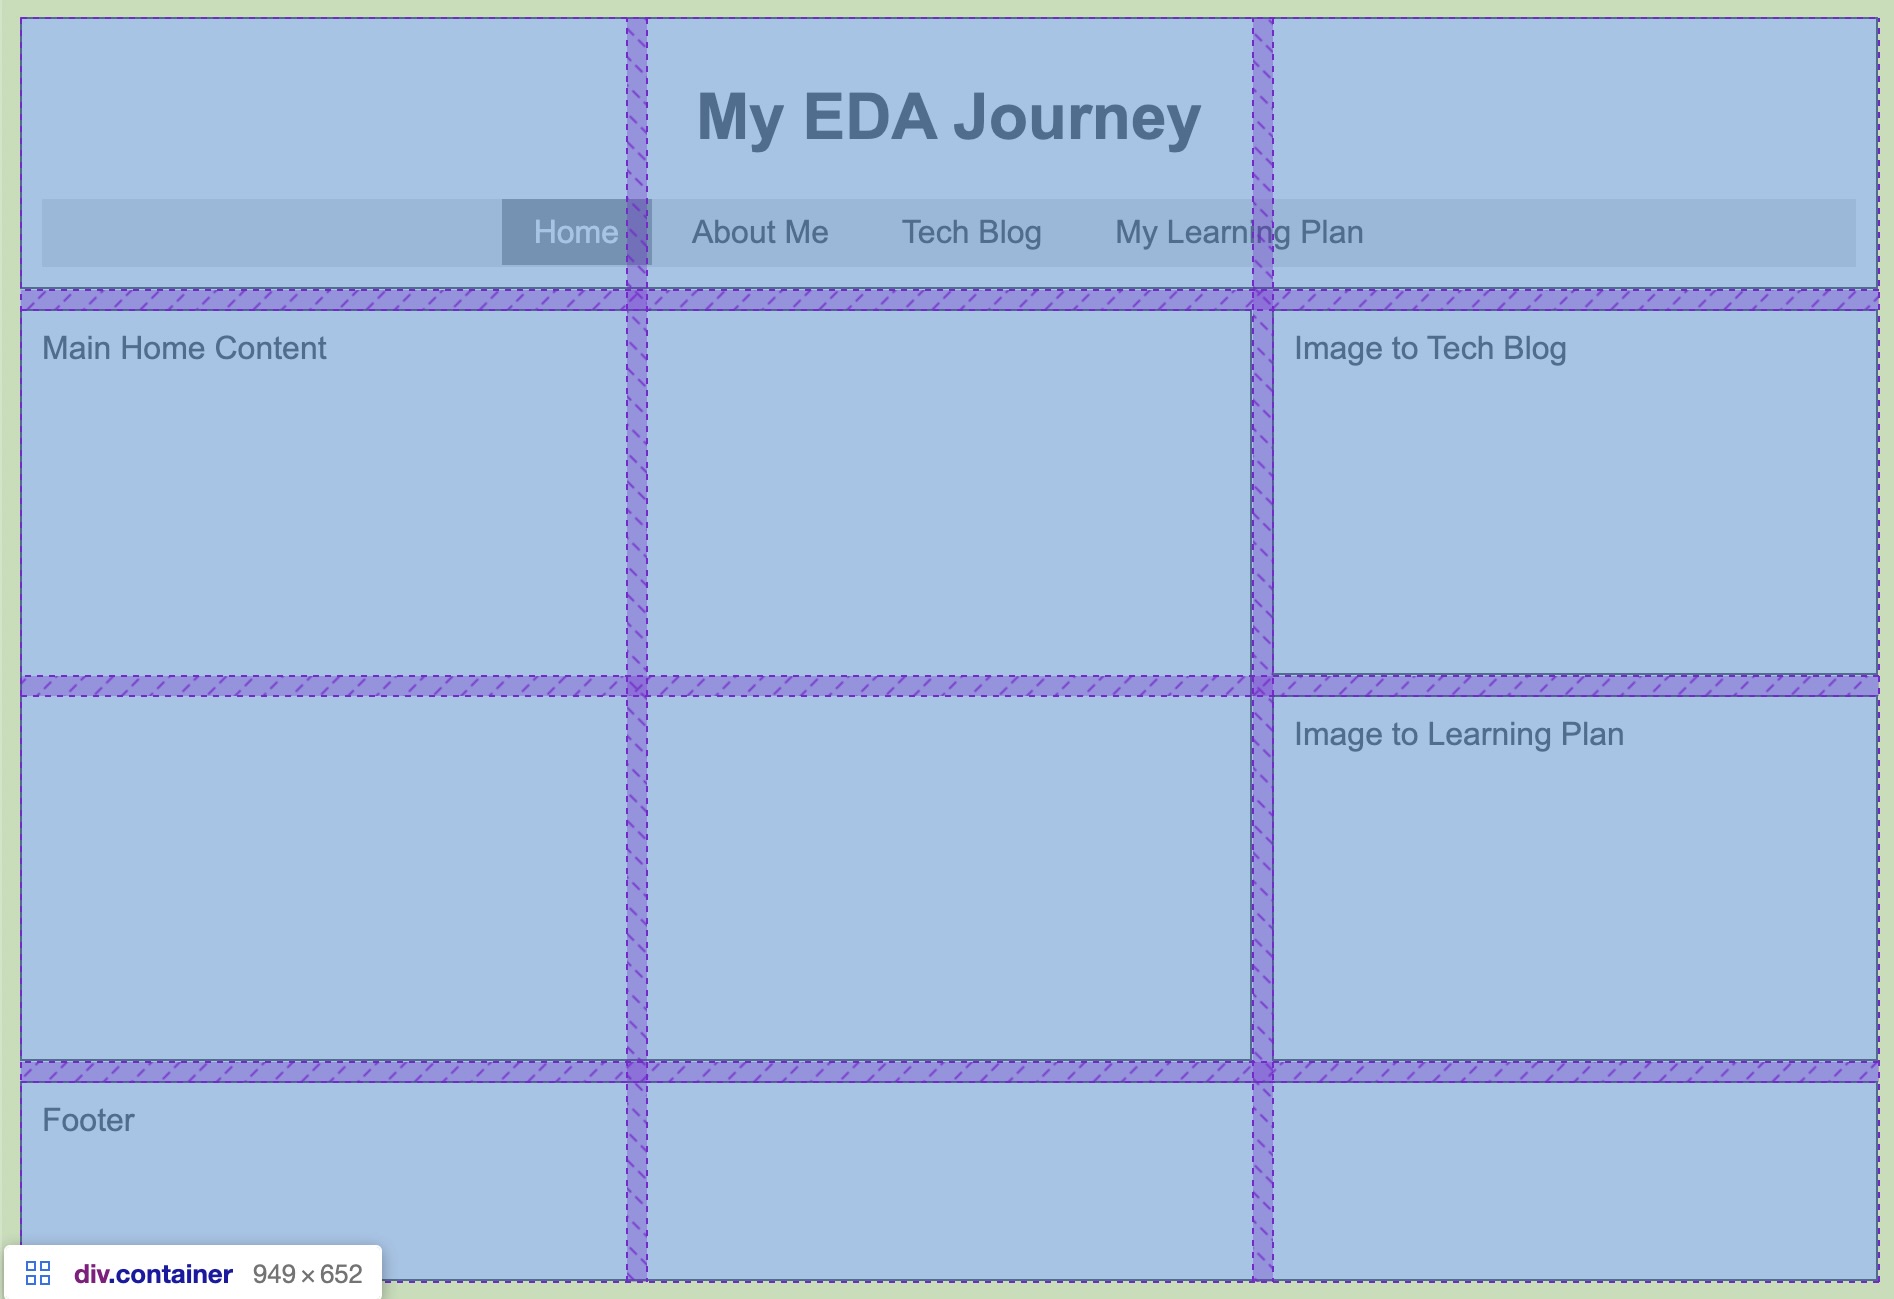 My EDA Journey
Home About Me Tech Blog My Learning Plan
Main Home Content
Image to Tech Blog
Image to Learning Plan
Footer
div.container 949×652